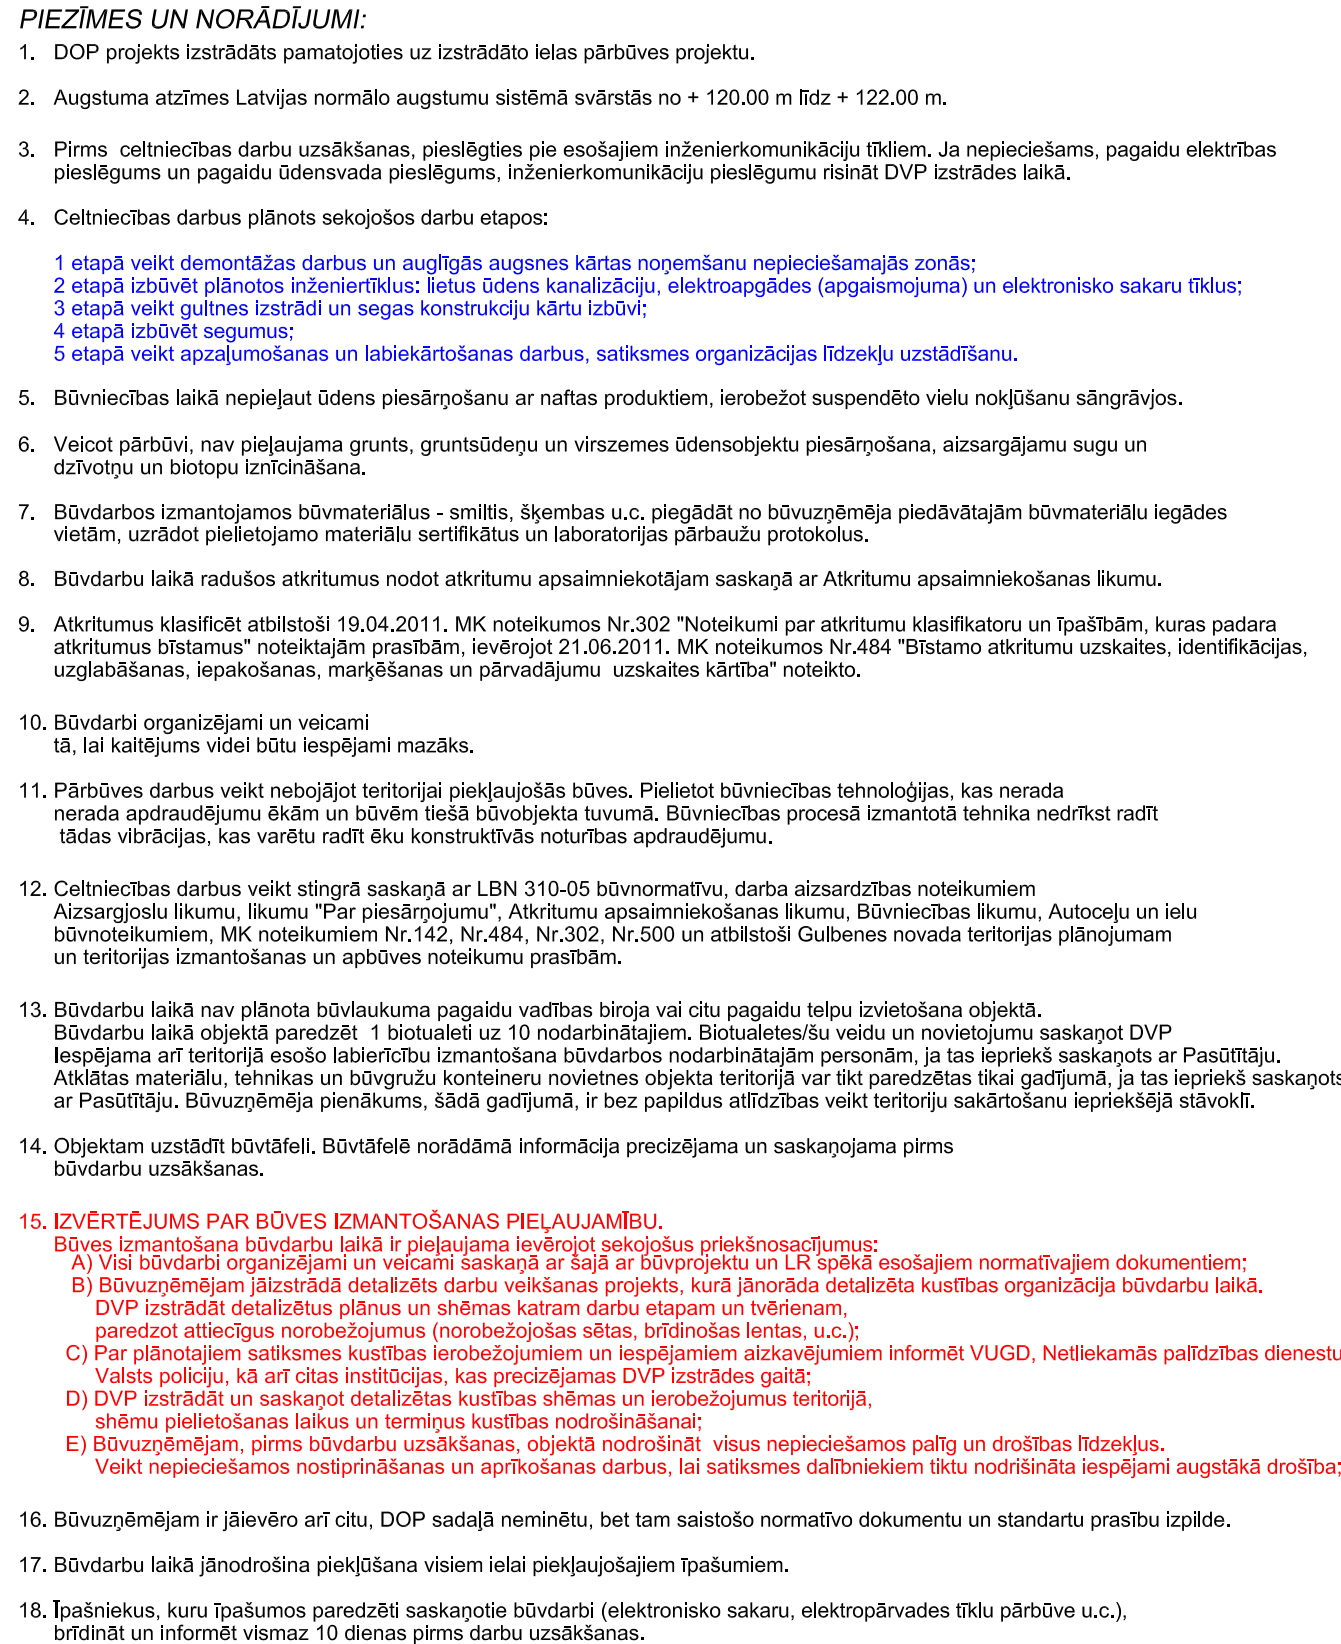 PIEZĪMES UN NORĀDĪJUMI:
1. DOP projekts izstrādāts pamatojoties uz izstrādāto ielas pārbūves projektu.
2. Augstuma atzīmes Latvijas normālo augstumu sistēmā svārstās no + 120.00 m līdz + 122.00 m.
3. Pirms celtniecības darbu uzsākšanas, pieslēgties pie esošajiem inženierkomunikāciju tīkliem. Ja nepieciešams, pagaidu elektrības
pieslēgums un pagaidu ūdensvada pieslēgums, inženierkomunikāciju pieslēgumu risināt DVP izstrādes laikā.
4. Celtniecības darbus plānots sekojošos darbu etapos:
1 etapā veikt demontāžas darbus un auglīgās augsnes kārtas noņemšanu nepieciešamajās zonās;
2 etapā izbūvēt plānotos inženiertīklus: lietus ūdens kanalizāciju, elektroapgādes (apgaismojuma) un elektronisko sakaru tīklus;
3 etapā veikt gultnes izstrādi un segas konstrukciju kārtu izbūvi;
4 etapā izbūvēt segumus;
5 etapā veikt apzaļumošanas un labiekārtošanas darbus, satiksmes organizācijas līdzekļu uzstādīšanu.
5. Būvniecības laikā nepieļaut ūdens piesārņošanu ar naftas produktiem, ierobežot suspendēto vielu nokļūšanu sāngrāvjos.
6. Veicot pārbūvi, nav pieļaujama grunts, gruntsūdeņu un virszemes ūdensobjektu piesārņošana, aizsargājamu sugu un
dzīvotņu un biotopu iznīcināšana.
7. Būvdarbos izmantojamos būvmateriālus - smiltis, šķembas u.c. piegādāt no būvuzņēmēja piedāvātajām būvmateriālu iegādes
vietām, uzrādot pielietojamo materiālu sertifikātus un laboratorijas pārbaužu protokolus.
8. Būvdarbu laikā radušos atkritumus nodot atkritumu apsaimniekotājam saskaņā ar Atkritumu apsaimniekošanas likumu.
9. Atkritumus klasificēt atbilstoši 19.04.2011. MK noteikumos Nr.302 "Noteikumi par atkritumu klasifikatoru un īpašībām, kuras padara
atkritumus bīstamus" noteiktajām prasībām, ievērojot 21.06.2011. MK noteikumos Nr.484 "Bīstamo atkritumu uzskaites, identifikācijas,
uzglabāšanas, iepakošanas, marķēšanas un pārvadājumu uzskaites kārtība" noteikto.
10. Būvdarbi organizējami un veicami
tā, lai kaitējums videi būtu iespējami mazāks.
11. Pārbūves darbus veikt nebojājot teritorijai piekļaujošās būves. Pielietot būvniecības tehnoloģijas, kas nerada
nerada apdraudējumu ēkām un būvēm tiešā būvobjekta tuvumā. Būvniecības procesā izmantotā tehnika nedrīkst radīt
tādas vibrācijas, kas varētu radīt ēku konstruktīvās noturības apdraudējumu.
12. Celtniecības darbus veikt stingrā saskaņā ar LBN 310-05 būvnormatīvu, darba aizsardzības noteikumiem
Aizsargjoslu likumu, likumu "Par piesārņojumu", Atkritumu apsaimniekošanas likumu, Būvniecības likumu, Autoceļu un ielu
būvnoteikumiem, MK noteikumiem Nr.142, Nr.484, Nr.302, Nr.500 un atbilstoši Gulbenes novada teritorijas plānojumam
un teritorijas izmantošanas un apbūves noteikumu prasībām.
13. Būvdarbu laikā nav plānota būvlaukuma pagaidu vadības biroja vai citu pagaidu telpu izvietošana objektā.
Būvdarbu laikā objektā paredzēt 1 biotualeti uz 10 nodarbinātajiem. Biotualetes/šu veidu un novietojumu saskaņot DVP
Iespējama arī teritorijā esošo labierīcību izmantošana būvdarbos nodarbinātajām personām, ja tas iepriekš saskaņots ar Pasūtītāju.
Atklātas materiālu, tehnikas un būvgružu konteineru novietnes objekta teritorijā var tikt paredzētas tikai gadījumā, ja tas iepriekš saskaņots
ar Pasūtītāju. Būvuzņēmēja pienākums, šādā gadījumā, ir bez papildus atlīdzības veikt teritoriju sakārtošanu iepriekšējā stāvoklī.
14. Objektam uzstādīt būvtāfeli. Būvtāfelē norādāmā informācija precizējama un saskaņojama pirms
būvdarbu uzsākšanas.
15. IZVĒRTĒJUMS PAR BŪVES IZMANTOŠANAS PIEĻAUJAMĪBU.
Būves izmantošana būvdarbu laikā ir pieļaujama ievērojot sekojošus priekšnosacījumus:
A) Visi būvdarbi organizējami un veicami saskaņā ar šajā ar būvprojektu un LR spēkā esošajiem normatīvajiem dokumentiem;
B) Būvuzņēmējam jāizstrādā detalizēts darbu veikšanas projekts, kurā jānorāda detalizēta kustības organizācija būvdarbu laikā.
DVP izstrādāt detalizētus plānus un shēmas katram darbu etapam un tvērienam,
paredzot attiecīgus norobežojumus (norobežojošas sētas, brīdinošas lentas, u.c.);
C) Par plānotajiem satiksmes kustības ierobežojumiem un iespējamiem aizkavējumiem informēt VUGD, Netliekamās palīdzības dienestu
Valsts policiju, kā arī citas institūcijas, kas precizējamas DVP izstrādes gaitā;
D) DVP izstrādāt un saskaņot detalizētas kustības shēmas un ierobežojumus teritorijā,
shēmu pielietošanas laikus un termiņus kustības nodrošināšanai;
E) Būvuzņēmējam, pirms būvdarbu uzsākšanas, objektā nodrošināt visus nepieciešamos palīg un drošības līdzekļus.
Veikt nepieciešamos nostiprināšanas un aprīkošanas darbus, lai satiksmes dalībniekiem tiktu nodrišināta iespējami augstākā drošība;
16. Būvuzņēmējam ir jāievēro arī citu, DOP sadaļā neminētu, bet tam saistošo normatīvo dokumentu un standartu prasību izpilde.
17. Būvdarbu laikā jānodrošina piekļūšana visiem ielai piekļaujošajiem īpašumiem.
18. Īpašniekus, kuru īpašumos paredzēti saskaņotie būvdarbi (elektronisko sakaru, elektropārvades tīklu pārbūve u.c.),
brīdināt un informēt vismaz 10 dienas pirms darbu uzsākšanas.